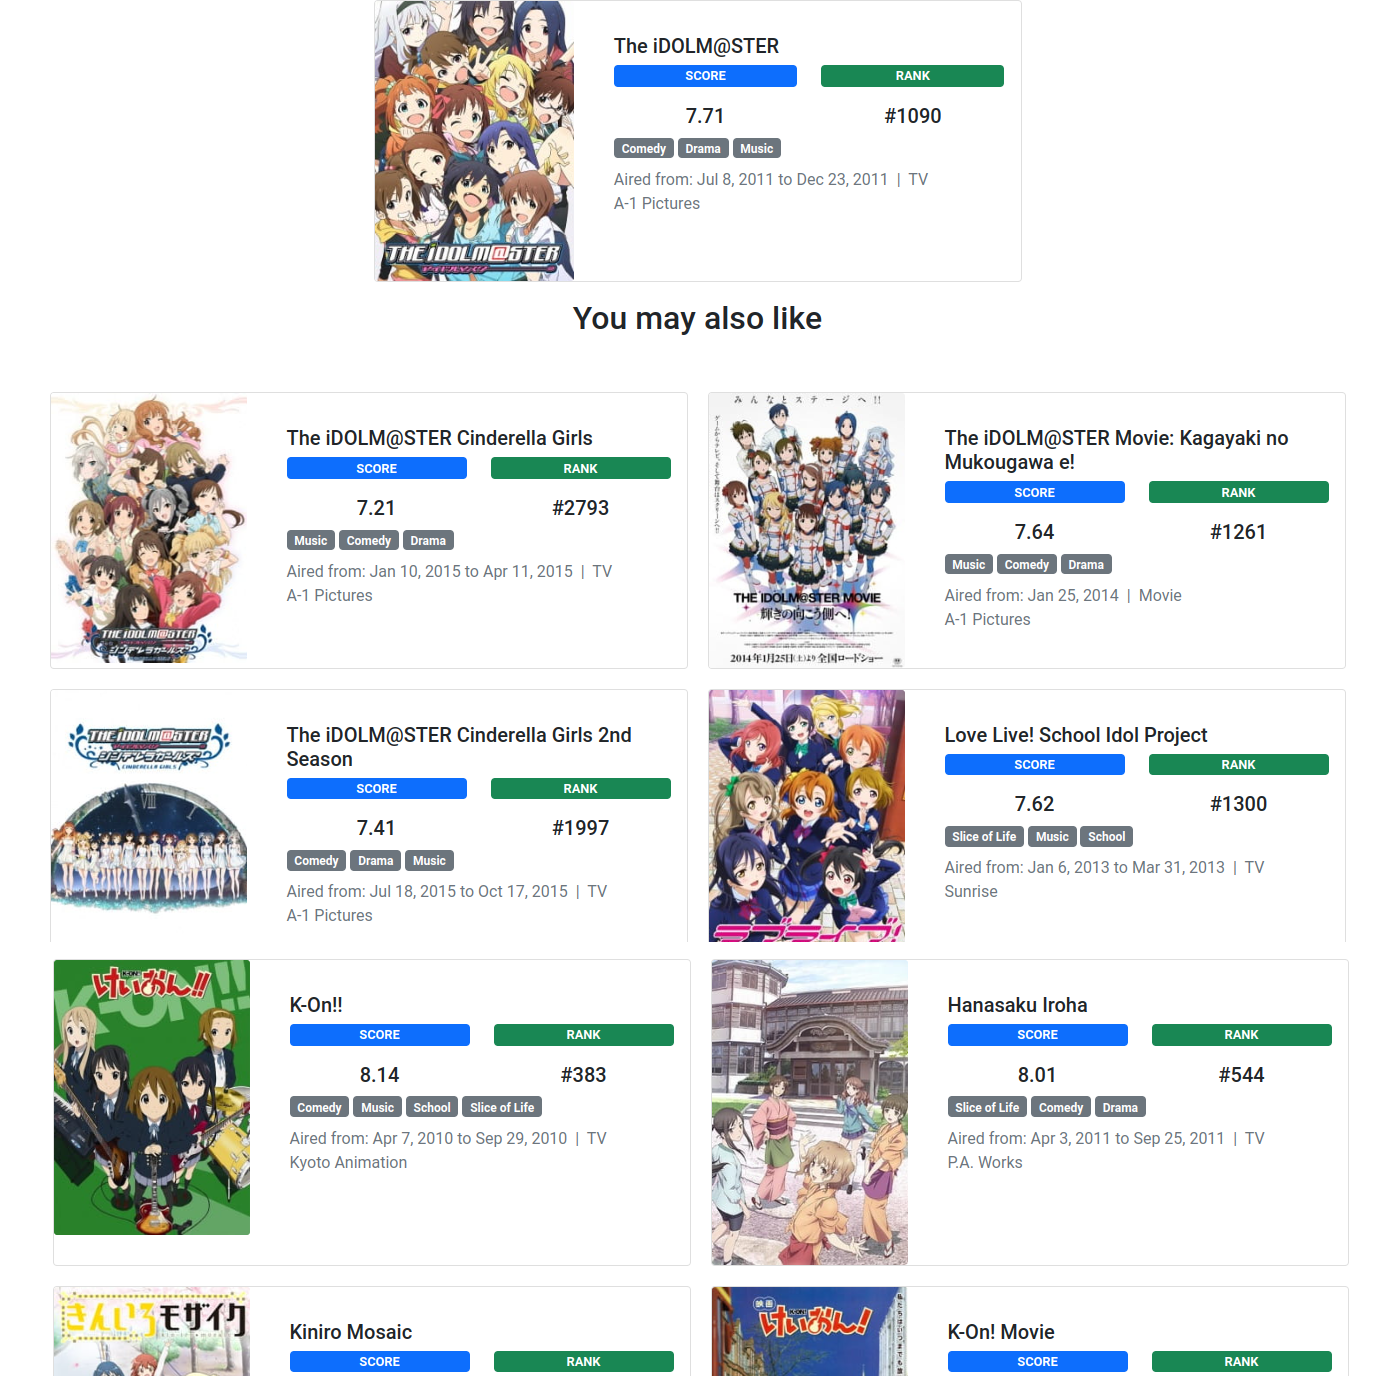 THE iDOLM@STER
The iDOLM@STER
SCORE RANK
7.71 #1090
Comedy Drama Music
Aired from: Jul 8, 2011 to Dec 23, 2011 | TV
A-1 Pictures
You may also like
THE iDOLM@STER
シンデレラガールズ
The iDOLM@STER Cinderella Girls
SCORE RANK
7.21 #2793
Music Comedy Drama
Aired from: Jan 10, 2015 to Apr 11, 2015 | TV
A-1 Pictures
みんなとステージへ!!
THE IDOLM@STER MOVIE
輝きの向こう側へ!
2014年1月25日(土)より全国ロードショー
The iDOLM@STER Movie: Kagayaki no
Mukougawa e!
SCORE RANK
7.64 #1261
Music Comedy Drama
Aired from: Jan 25, 2014 | Movie
A-1 Pictures
THE iDOLM@STER
シンデレラガールズ
CINDERELLA GIRLS
VIII
The iDOLM@STER Cinderella Girls 2nd
Season
SCORE RANK
7.41 #1997
Comedy Drama Music
Aired from: Jul 18, 2015 to Oct 17, 2015 | TV
A-1 Pictures
ラブライブ!
Love Live! School Idol Project
SCORE RANK
7.62 #1300
Slice of Life Music School
Aired from: Jan 6, 2013 to Mar 31, 2013 | TV
Sunrise
K-ON!!
けいおん!!
K-ON!!
K-On!!
SCORE RANK
8.14 #383
Comedy Music School Slice of Life
Aired from: Apr 7, 2010 to Sep 29, 2010 | TV
Kyoto Animation
Hanasaku Iroha
SCORE RANK
8.01 #544
Slice of Life Comedy Drama
Aired from: Apr 3, 2011 to Sep 25, 2011 | TV
P.A. Works
きんいろモザイク
Kiniro Mosaic
SCORE RANK
映画
K-ON!
けいおん!
K-On! Movie
SCORE RANK